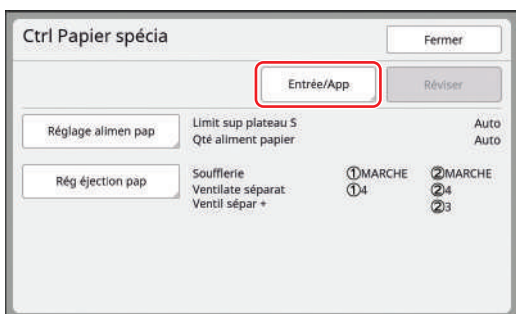 Ctrl Papier spécia
Fermer
Entrée/App
Réviser
Réglage alimen pap
Limit sup plateau S Auto
Qté aliment papier Auto
Rég éjection pap
Soufflerie ①MARCHE ②MARCHE
Ventilate séparat ①4 ②4
Ventil sépar + ②3